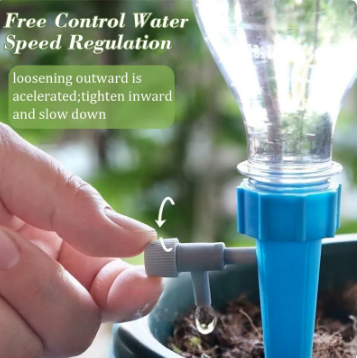 Free Control Water
Speed Regulation
loosening outward is
acelerated;tighten inward
and slow down